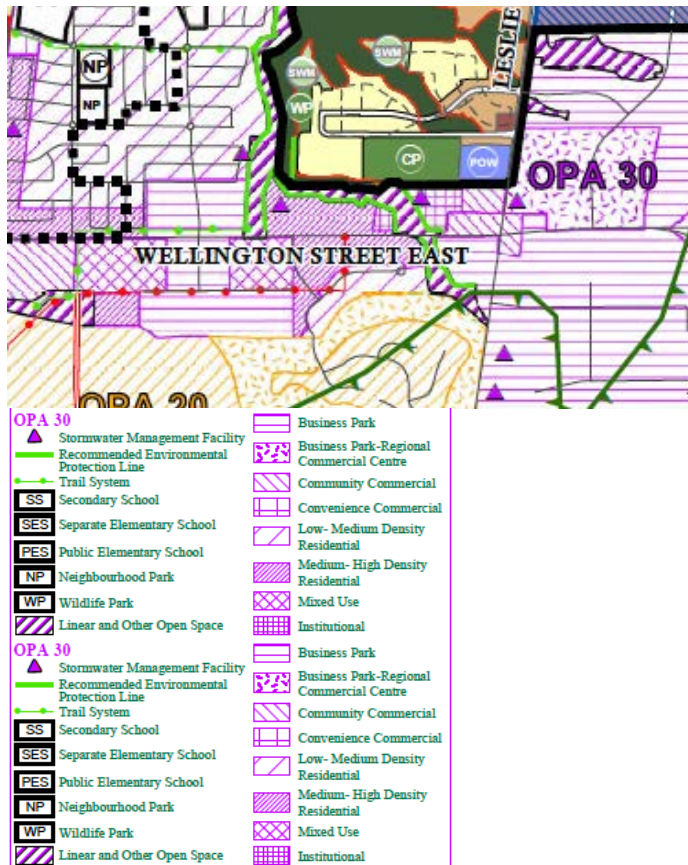 NP
NP
SWM
SWM
WP
LESLIE
CP
POW
OPA 30
WELLINGTON STREET EAST
OPA 20
OPA 30
Stormwater Management Facility
Recommended Environmental
Protection Line
Trail System
SS Secondary School
SES Separate Elementary School
PES Public Elementary School
NP Neighbourhood Park
WP Wildlife Park
Linear and Other Open Space
Business Park
Business Park-Regional
Commercial Centre
Community Commercial
Convenience Commercial
Low- Medium Density
Residential
Medium- High Density
Residential
Mixed Use
Institutional
OPA 30
Stormwater Management Facility
Recommended Environmental
Protection Line
Trail System
SS Secondary School
SES Separate Elementary School
PES Public Elementary School
NP Neighbourhood Park
WP Wildlife Park
Linear and Other Open Space
Business Park
Business Park-Regional
Commercial Centre
Community Commercial
Convenience Commercial
Low- Medium Density
Residential
Medium- High Density
Residential
Mixed Use
Institutional